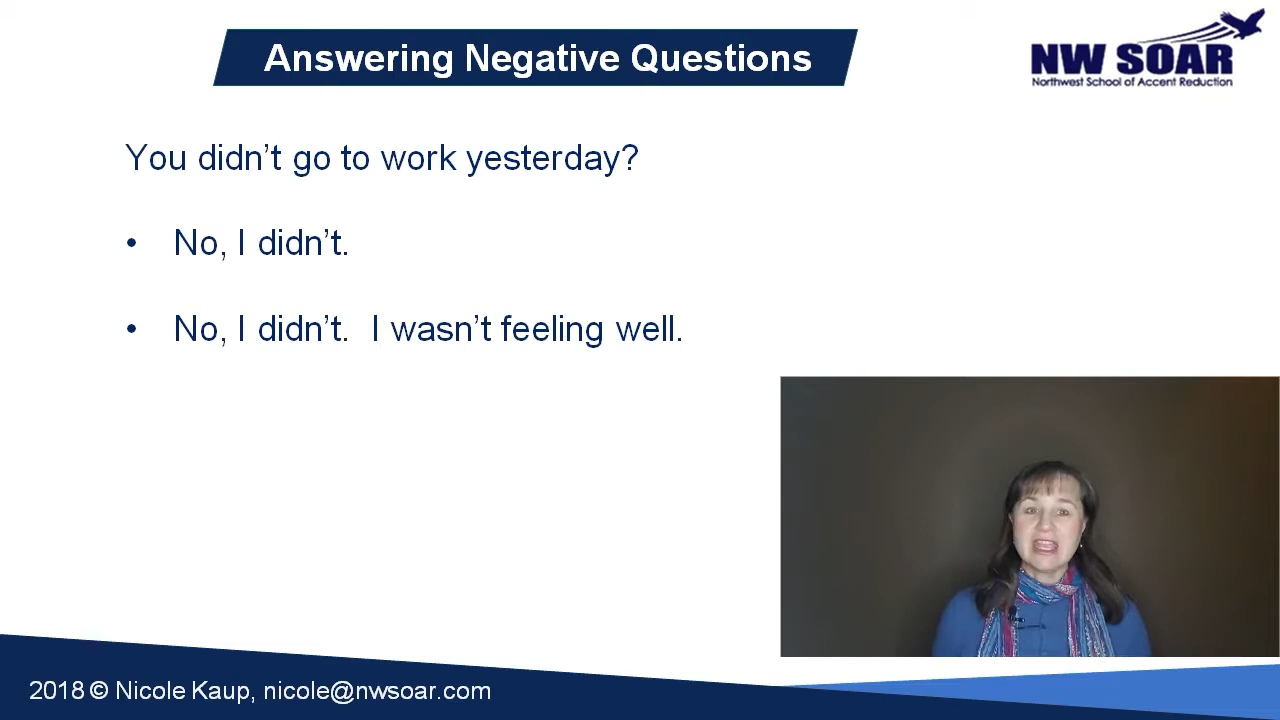 Answering Negative Questions
NW SOAR
Northwest School of Accent Reduction
You didn’t go to work yesterday?
• No, I didn’t.
• No, I didn’t.  I wasn’t feeling well.
2018 © Nicole Kaup, nicole@nwsoar.com